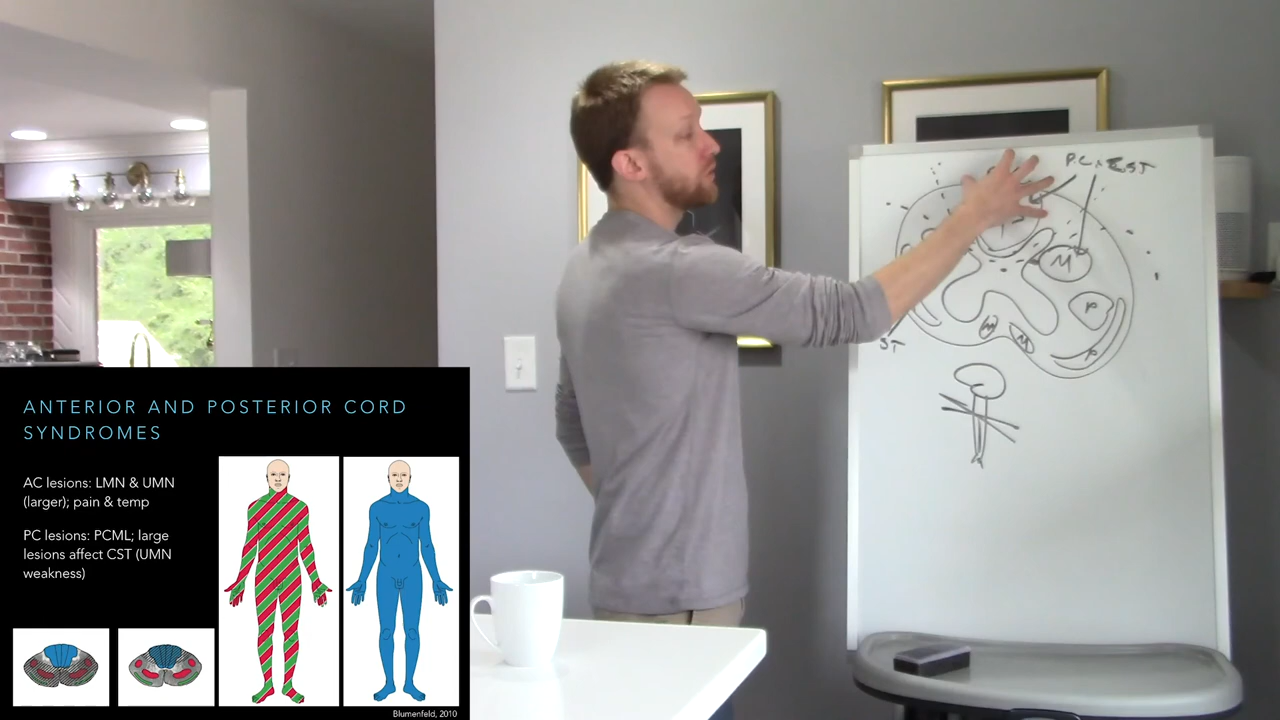 ANTERIOR AND POSTERIOR CORD
SYNDROMES
AC lesions: LMN & UMN
(larger); pain & temp
PC lesions: PCML; large
lesions affect CST (UMN
weakness)
Blumenfeld, 2010
M
P
M
P
ST